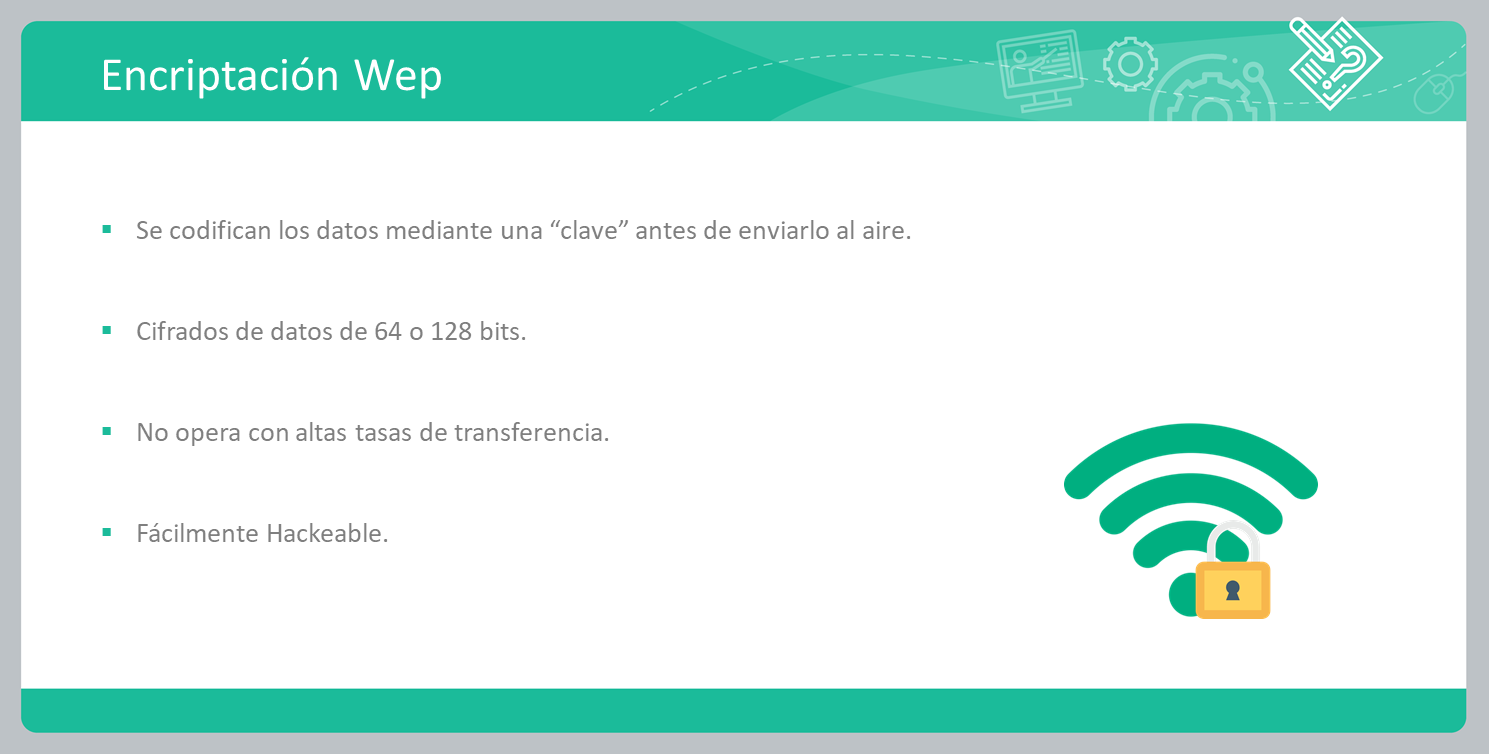 Encriptación Wep
▪ Se codifican los datos mediante una “clave” antes de enviarlo al aire.
▪ Cifrados de datos de 64 o 128 bits.
▪ No opera con altas tasas de transferencia.
▪ Fácilmente Hackeable.